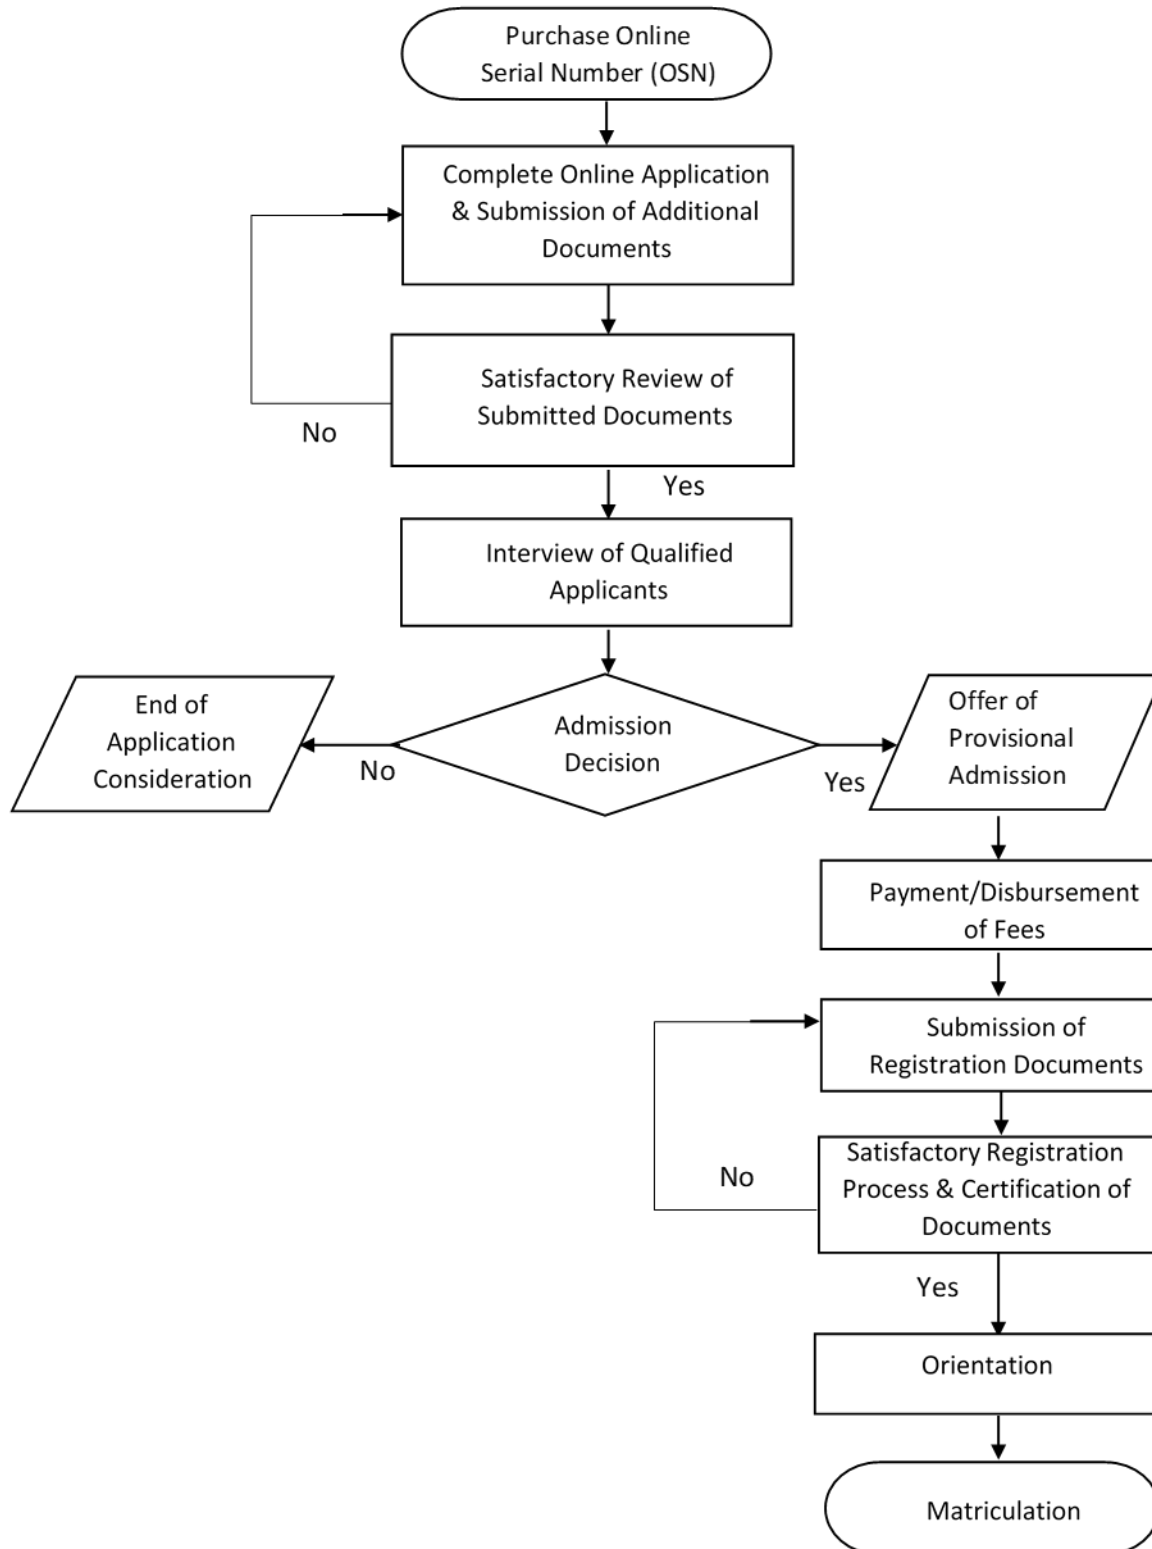 Purchase Online
Serial Number (OSN)
Complete Online Application
& Submission of Additional
Documents
Satisfactory Review of
Submitted Documents
No
Yes
Interview of Qualified
Applicants
End of
Application
Consideration
No
Admission
Decision
Yes
Offer of
Provisional
Admission
Payment/Disbursement
of Fees
Submission of
Registration Documents
Satisfactory Registration
Process & Certification of
Documents
No
Yes
Orientation
Matriculation